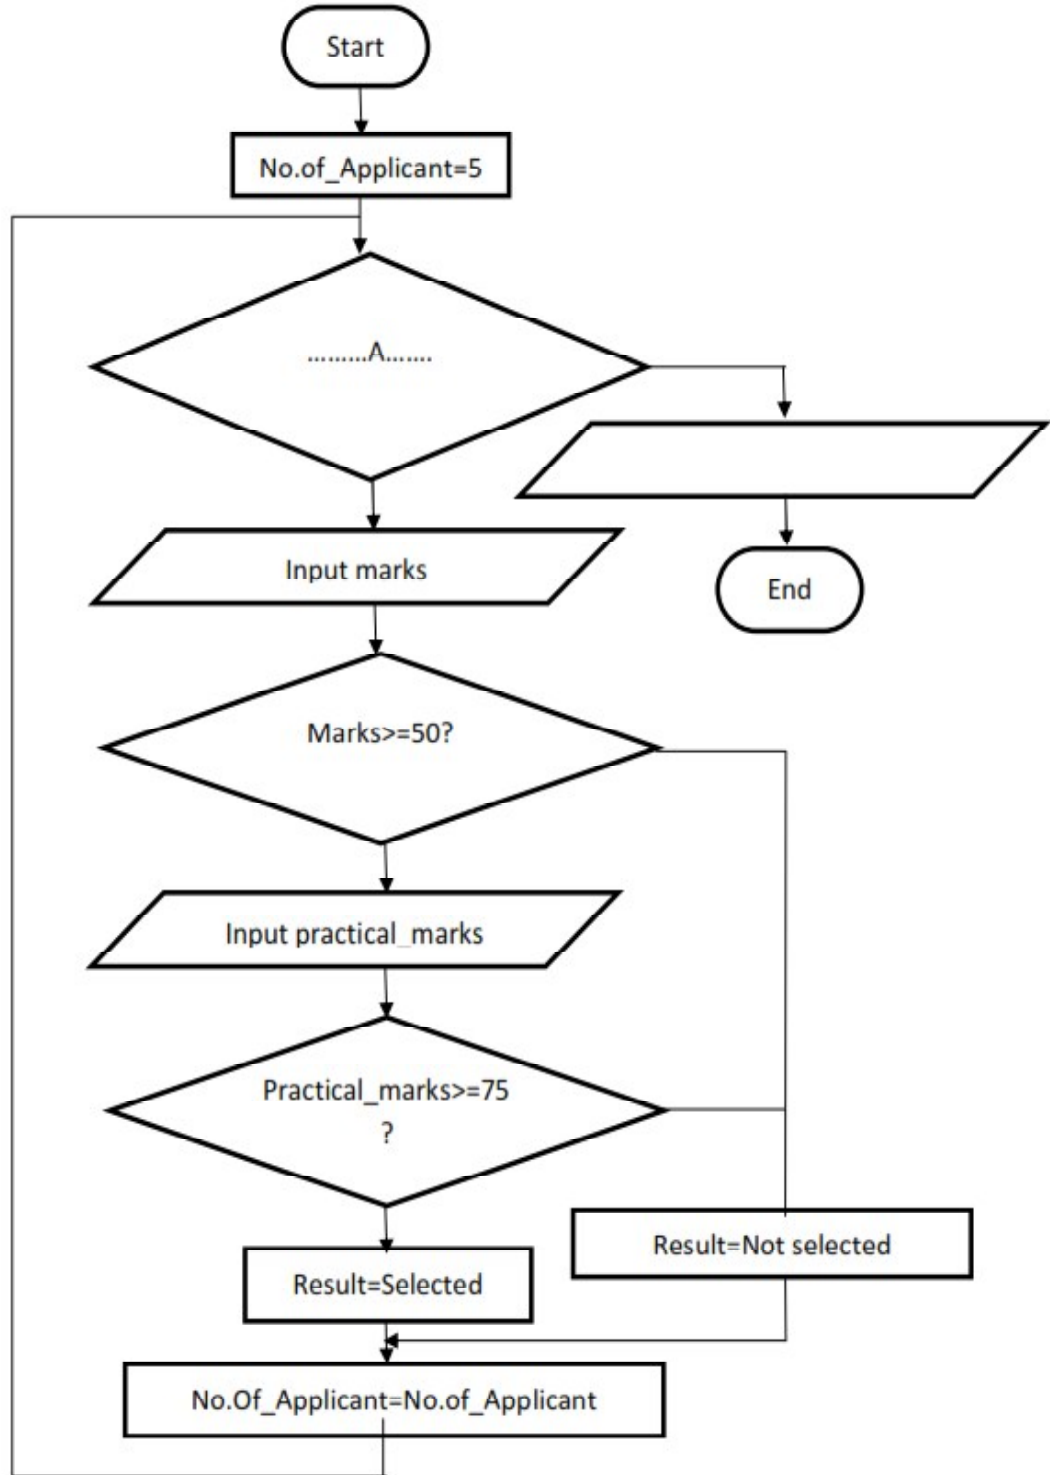 Start
No.of_Applicant=5
.........A.......
Input marks
End
Marks>=50?
Input practical_marks
Practical_marks>=75
?
Result=Not selected
Result=Selected
No.Of_Applicant=No.of_Applicant